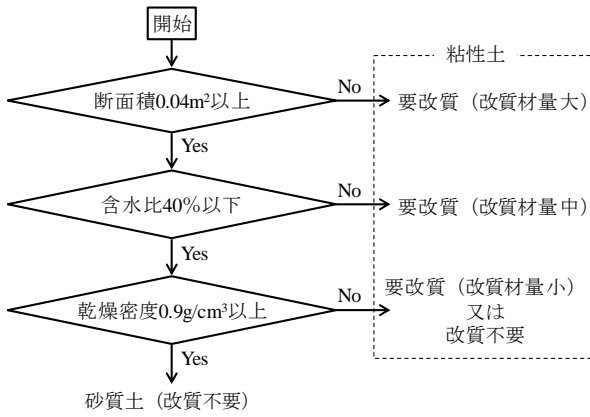 開始
粘性土
断面積0.04m²以上
No
要改質（改質材量大）
Yes
含水比40%以下
No
要改質（改質材量中）
Yes
乾燥密度0.9g/cm³以上
No
要改質（改質材量小）
又は
改質不要
Yes
砂質土（改質不要）